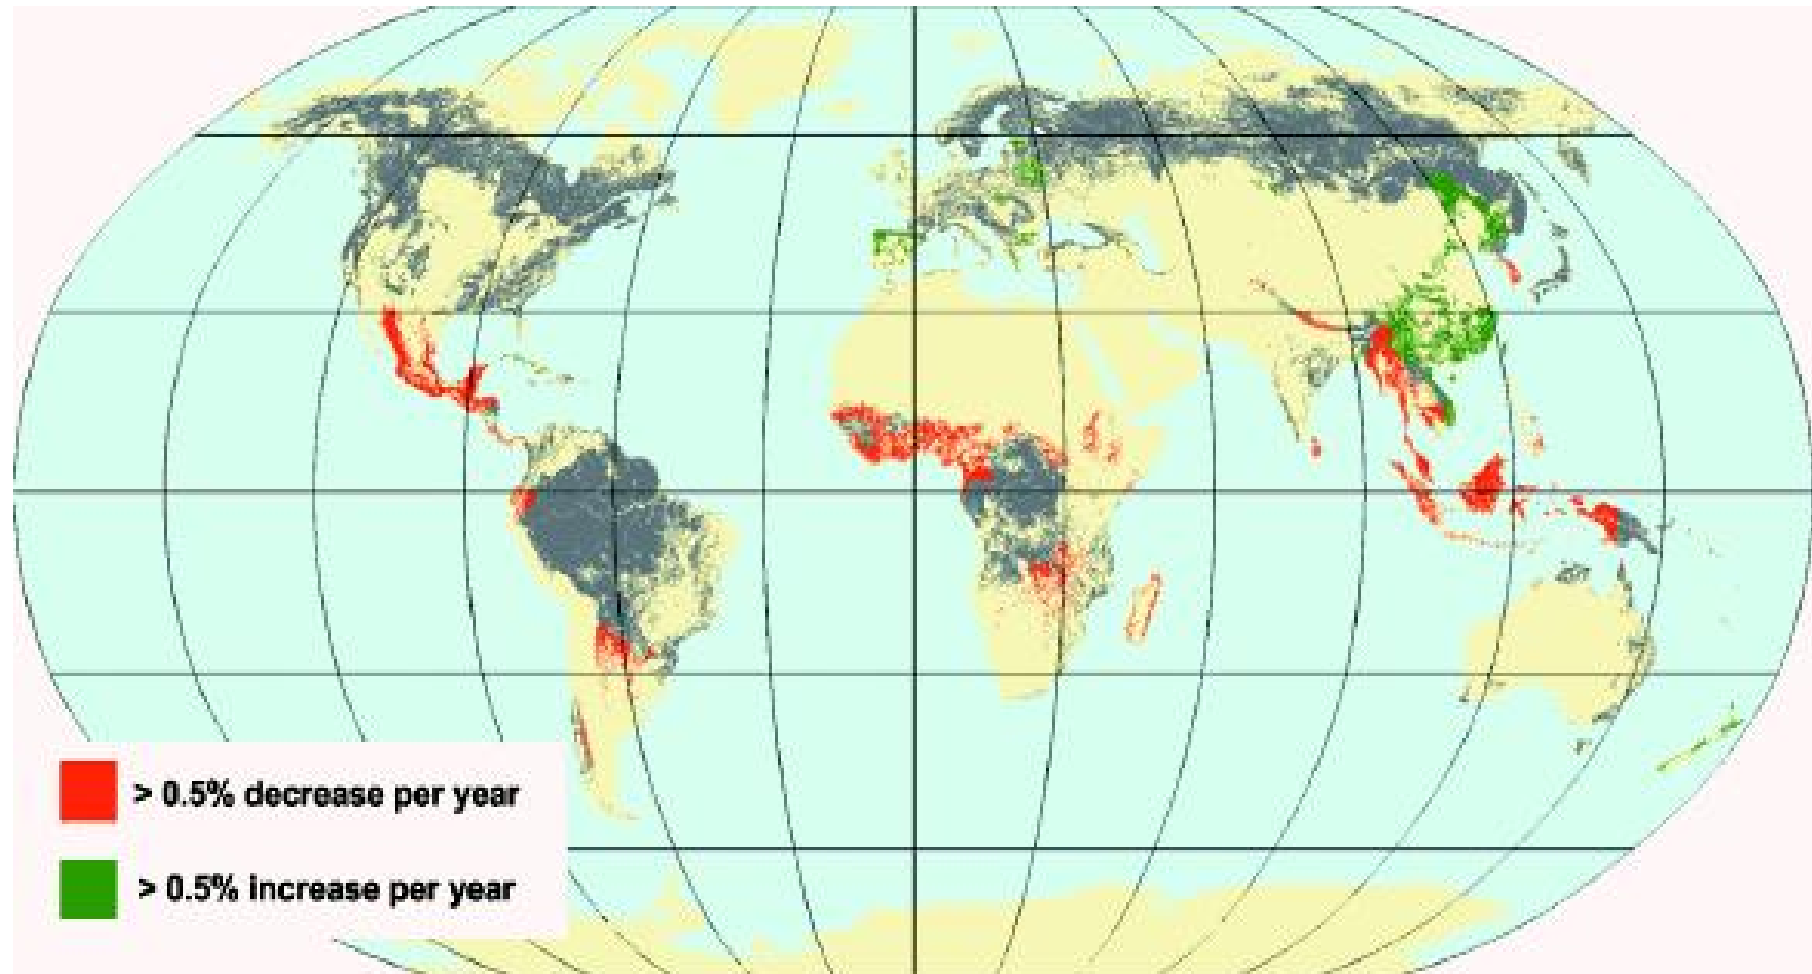 > 0.5% decrease per year
> 0.5% increase per year